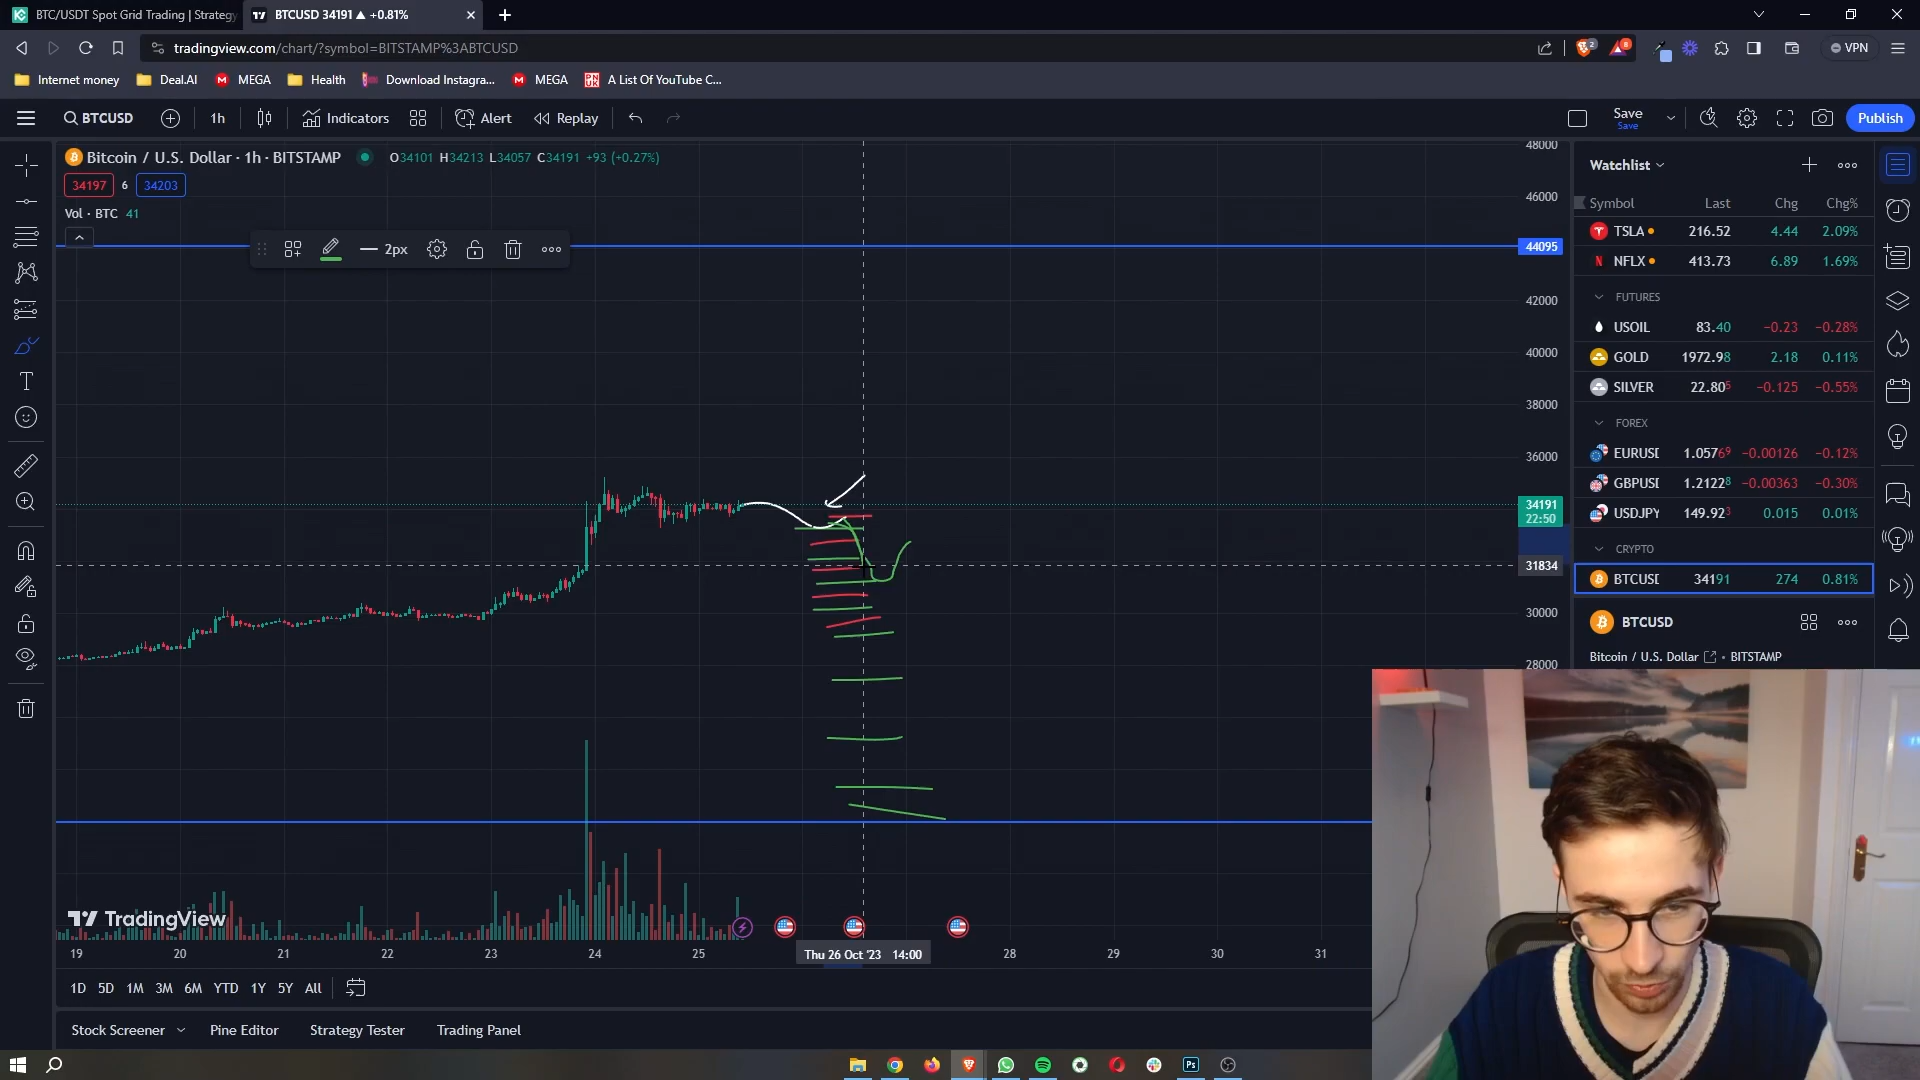 BTC/USDT Spot Grid Trading | Strategy
BTCUSD 34191 ▲ +0.81%
tradingview.com/chart/?symbol=BITSTAMP%3ABTCUSD
2
8
VPN
Internet money
Deal.AI
MEGA
Health
Download Instagra...
MEGA
A List Of YouTube C...
BTCUSD
1h
Indicators
Alert
Replay
Save
Save
Publish
Bitcoin / U.S. Dollar · 1h · BITSTAMP
O34101 H34213 L34057 C34191 +93 (+0.27%)
34197 6 34203
Vol · BTC 41
2px
48000
46000
44095
42000
40000
38000
36000
34191
22:50
31834
30000
28000
Watchlist
Symbol Last Chg Chg%
TSLA 216.52 4.44 2.09%
NFLX 413.73 6.89 1.69%
FUTURES
USOIL 83.40 −0.23 −0.28%
GOLD 1972.98 2.18 0.11%
SILVER 22.805 −0.125 −0.55%
FOREX
EURUSD 1.05769 −0.00126 −0.12%
GBPUSD 1.21228 −0.00363 −0.30%
USDJPY 149.923 0.015 0.01%
CRYPTO
BTCUSD 34191 274 0.81%
BTCUSD
Bitcoin / U.S. Dollar • BITSTAMP
TradingView
19 20 21 22 23 24 25 Thu 26 Oct '23 14:00 28 29 30 31
1D 5D 1M 3M 6M YTD 1Y 5Y All
Stock Screener
Pine Editor
Strategy Tester
Trading Panel
Ps